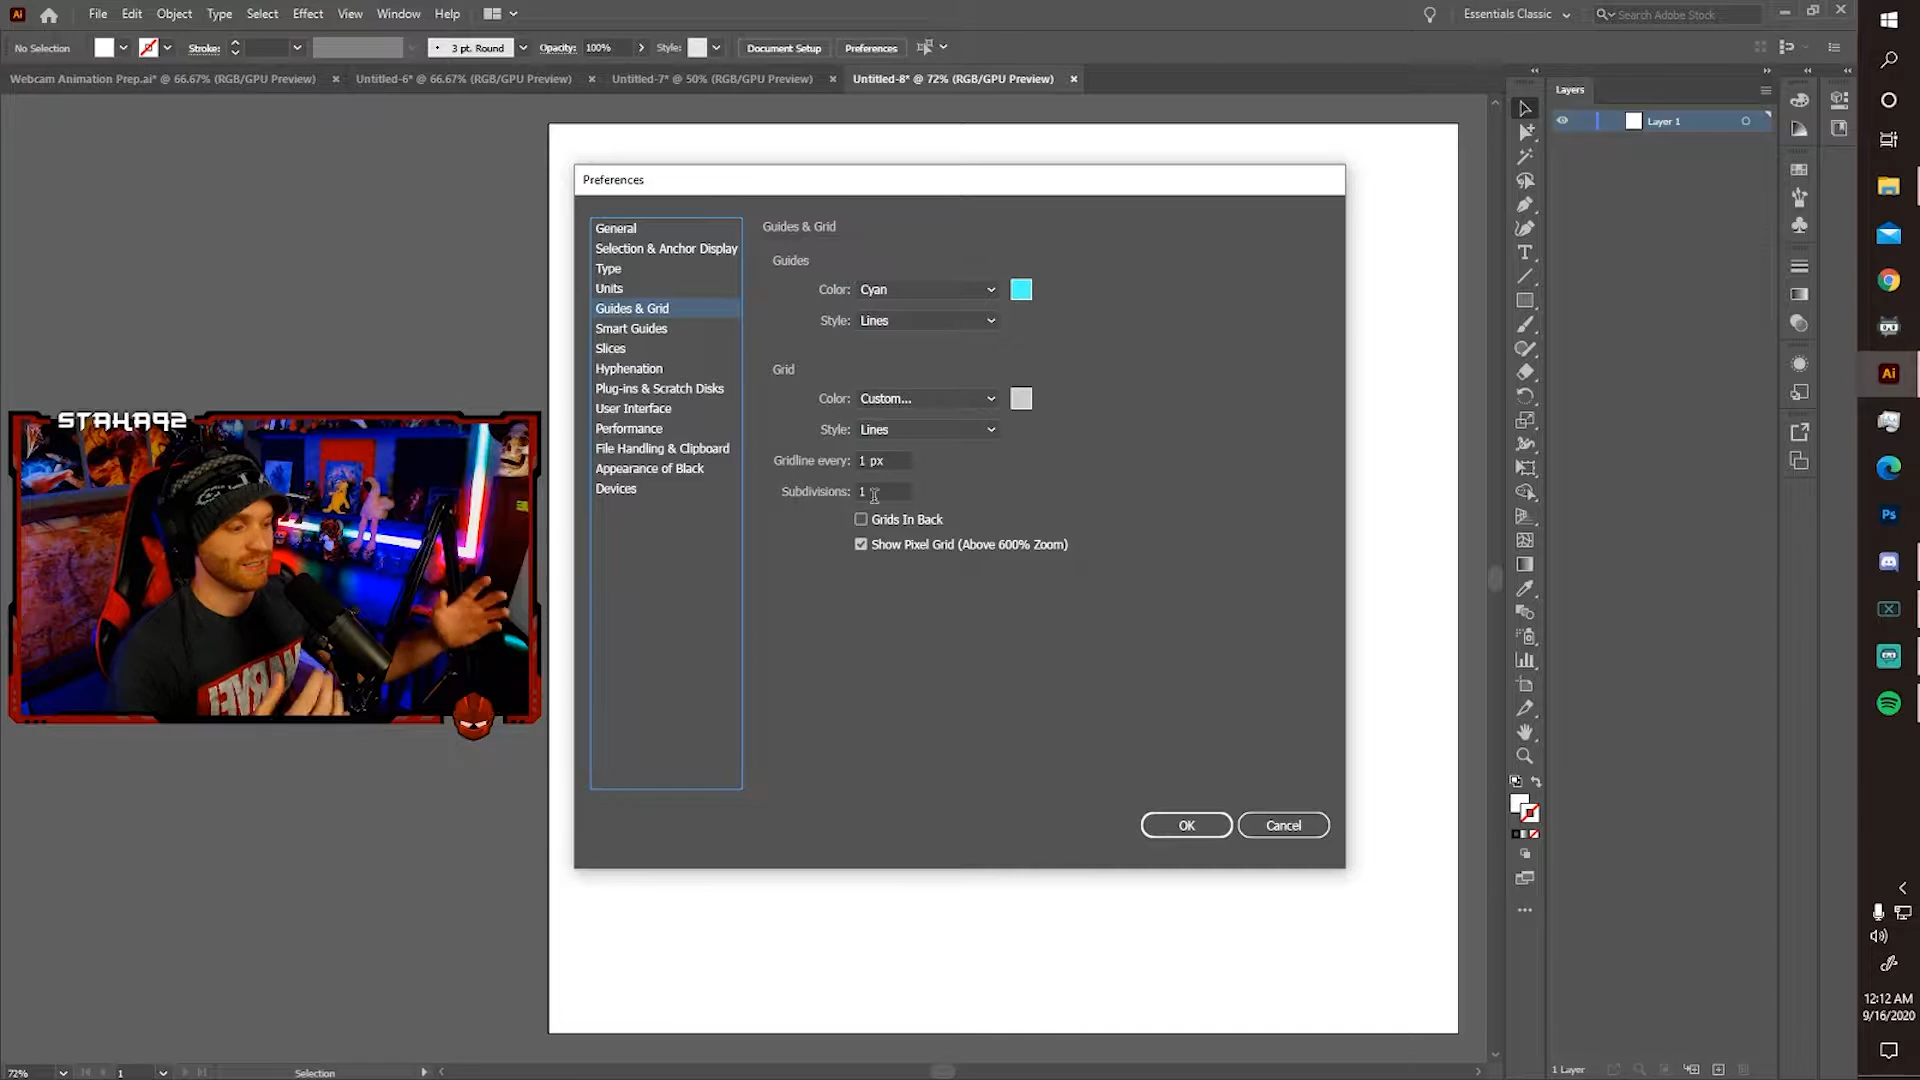 Ai File Edit Object Type Select Effect View Window Help Essentials Classic Search Adobe Stock
No Selection Stroke: 3 pt. Round Opacity: 100% Style: Document Setup Preferences
Webcam Animation Prep.ai* @ 66.67% (RGB/GPU Preview) Untitled-6* @ 66.67% (RGB/GPU Preview) Untitled-7* @ 50% (RGB/GPU Preview) Untitled-8* @ 72% (RGB/GPU Preview)
Layers
Layer 1
Preferences
General
Selection & Anchor Display
Type
Units
Guides & Grid
Smart Guides
Slices
Hyphenation
Plug-ins & Scratch Disks
User Interface
Performance
File Handling & Clipboard
Appearance of Black
Devices
Guides & Grid
Guides
Color: Cyan
Style: Lines
Grid
Color: Custom...
Style: Lines
Gridline every: 1 px
Subdivisions: 1
Grids In Back
Show Pixel Grid (Above 600% Zoom)
OK Cancel
STAHA92
Ai
Ps
12:12 AM
9/16/2020
72% 1 Selection 1 Layer